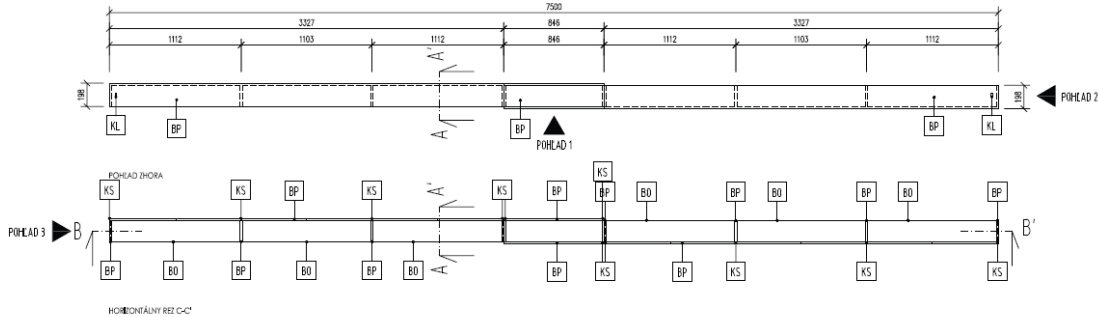 7500
3327 846 3327
1112 1103 1112 846 1112 1103 1112
A'
198 198
POHĽAD 2
KL BP BP BP KL
A
POHĽAD 1
POHĽAD ZHORA
KS
KS KS BP KS KS BP BP BO BP BO BP BO BP
A'
POHĽAD 3 B B'
BP BO BP BO BP BO BP KS BP KS KS KS
A
HORIZONTÁLNY REZ C-C'